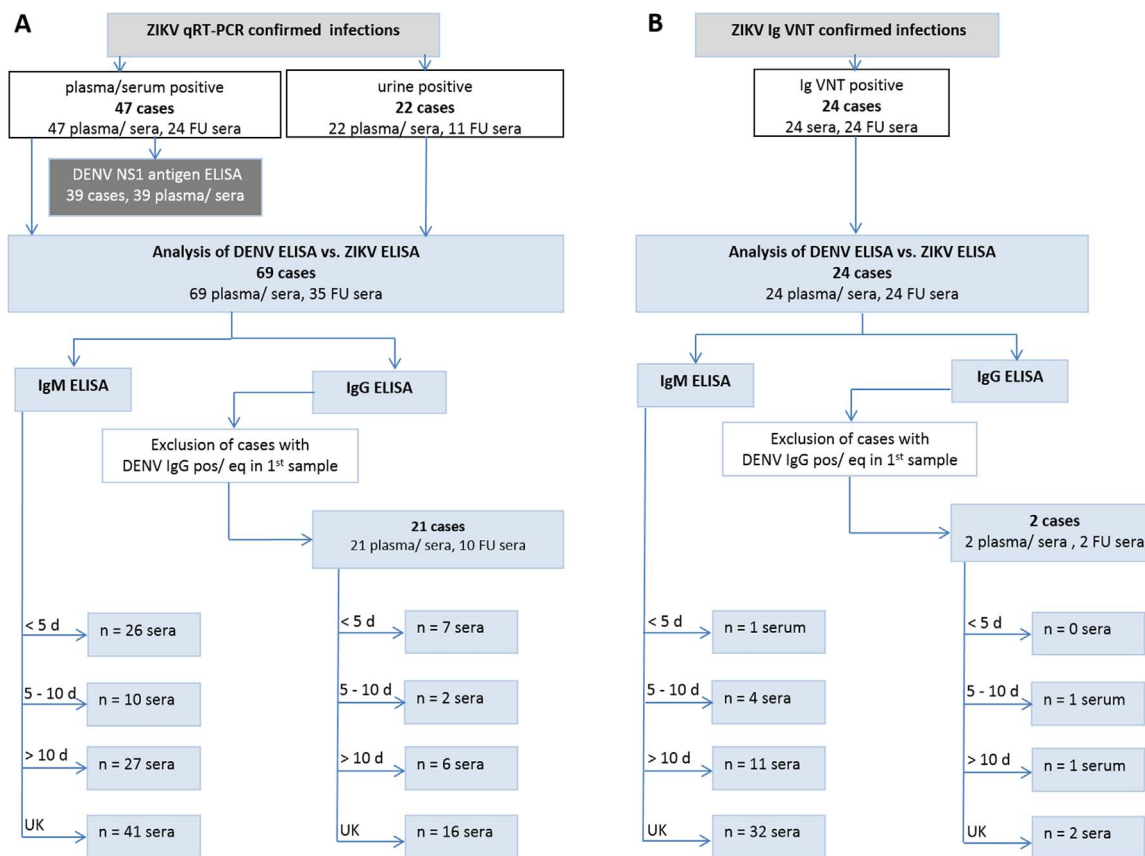 A
ZIKV qRT-PCR confirmed infections
plasma/serum positive
47 cases
47 plasma/ sera, 24 FU sera
urine positive
22 cases
22 plasma/ sera, 11 FU sera
DENV NS1 antigen ELISA
39 cases, 39 plasma/ sera
Analysis of DENV ELISA vs. ZIKV ELISA
69 cases
69 plasma/ sera, 35 FU sera
IgM ELISA
IgG ELISA
Exclusion of cases with
DENV IgG pos/ eq in 1st sample
21 cases
21 plasma/ sera, 10 FU sera
< 5 d
n = 26 sera
5 - 10 d
n = 10 sera
> 10 d
n = 27 sera
UK
n = 41 sera
< 5 d
n = 7 sera
5 - 10 d
n = 2 sera
> 10 d
n = 6 sera
UK
n = 16 sera
B
ZIKV Ig VNT confirmed infections
Ig VNT positive
24 cases
24 sera, 24 FU sera
Analysis of DENV ELISA vs. ZIKV ELISA
24 cases
24 plasma/ sera, 24 FU sera
IgM ELISA
IgG ELISA
Exclusion of cases with
DENV IgG pos/ eq in 1st sample
2 cases
2 plasma/ sera , 2 FU sera
< 5 d
n = 1 serum
5 - 10 d
n = 4 sera
> 10 d
n = 11 sera
UK
n = 32 sera
< 5 d
n = 0 sera
5 - 10 d
n = 1 serum
> 10 d
n = 1 serum
UK
n = 2 sera